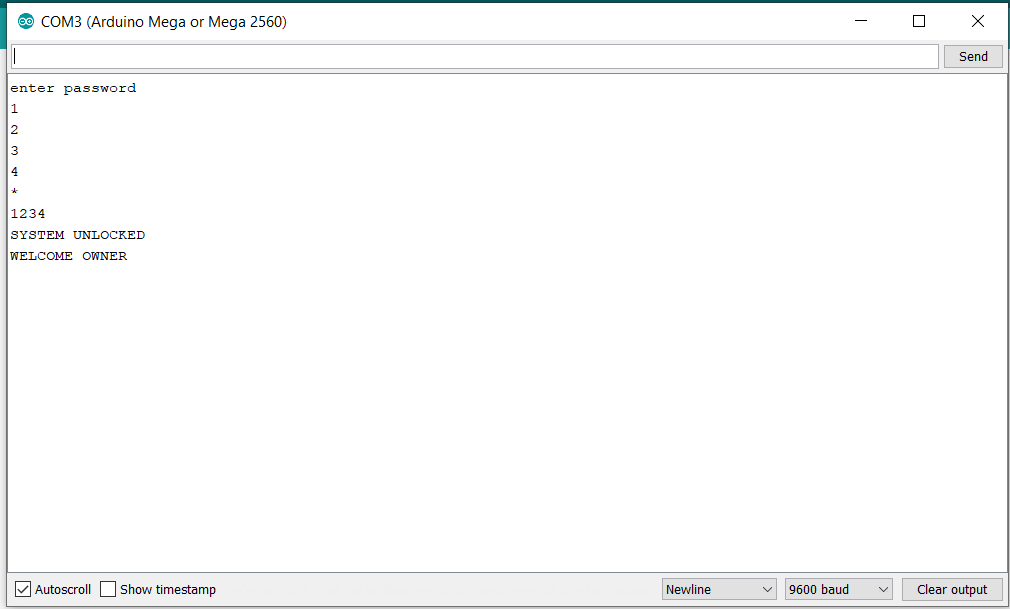 COM3 (Arduino Mega or Mega 2560)
Send
enter password
1
2
3
4
*
1234
SYSTEM UNLOCKED
WELCOME OWNER
Autoscroll Show timestamp Newline 9600 baud Clear output